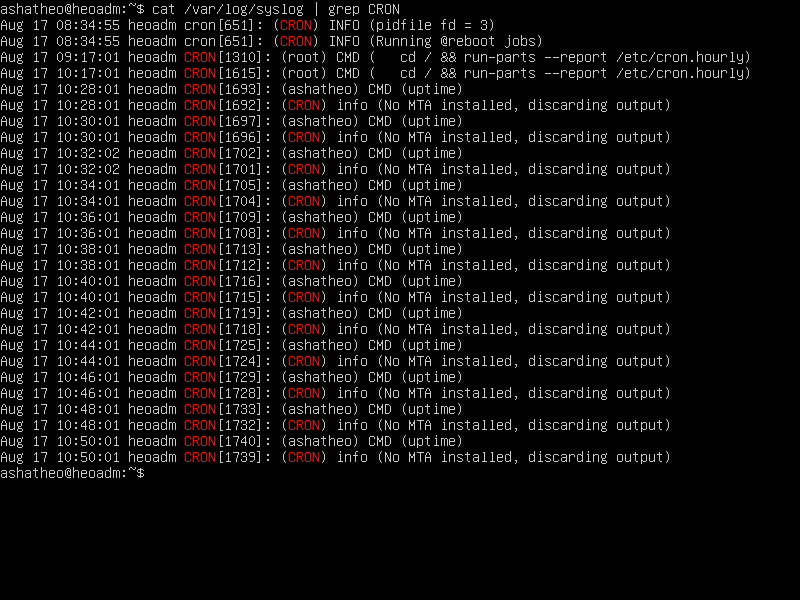 ashatheo@heoadm:~$ cat /var/log/syslog | grep CRON
Aug 17 08:34:55 heoadm cron[651]: (CRON) INFO (pidfile fd = 3)
Aug 17 08:34:55 heoadm cron[651]: (CRON) INFO (Running @reboot jobs)
Aug 17 09:17:01 heoadm CRON[1310]: (root) CMD (   cd / && run-parts --report /etc/cron.hourly)
Aug 17 10:17:01 heoadm CRON[1615]: (root) CMD (   cd / && run-parts --report /etc/cron.hourly)
Aug 17 10:28:01 heoadm CRON[1693]: (ashatheo) CMD (uptime)
Aug 17 10:28:01 heoadm CRON[1692]: (CRON) info (No MTA installed, discarding output)
Aug 17 10:30:01 heoadm CRON[1697]: (ashatheo) CMD (uptime)
Aug 17 10:30:01 heoadm CRON[1696]: (CRON) info (No MTA installed, discarding output)
Aug 17 10:32:02 heoadm CRON[1702]: (ashatheo) CMD (uptime)
Aug 17 10:32:02 heoadm CRON[1701]: (CRON) info (No MTA installed, discarding output)
Aug 17 10:34:01 heoadm CRON[1705]: (ashatheo) CMD (uptime)
Aug 17 10:34:01 heoadm CRON[1704]: (CRON) info (No MTA installed, discarding output)
Aug 17 10:36:01 heoadm CRON[1709]: (ashatheo) CMD (uptime)
Aug 17 10:36:01 heoadm CRON[1708]: (CRON) info (No MTA installed, discarding output)
Aug 17 10:38:01 heoadm CRON[1713]: (ashatheo) CMD (uptime)
Aug 17 10:38:01 heoadm CRON[1712]: (CRON) info (No MTA installed, discarding output)
Aug 17 10:40:01 heoadm CRON[1716]: (ashatheo) CMD (uptime)
Aug 17 10:40:01 heoadm CRON[1715]: (CRON) info (No MTA installed, discarding output)
Aug 17 10:42:01 heoadm CRON[1719]: (ashatheo) CMD (uptime)
Aug 17 10:42:01 heoadm CRON[1718]: (CRON) info (No MTA installed, discarding output)
Aug 17 10:44:01 heoadm CRON[1725]: (ashatheo) CMD (uptime)
Aug 17 10:44:01 heoadm CRON[1724]: (CRON) info (No MTA installed, discarding output)
Aug 17 10:46:01 heoadm CRON[1729]: (ashatheo) CMD (uptime)
Aug 17 10:46:01 heoadm CRON[1728]: (CRON) info (No MTA installed, discarding output)
Aug 17 10:48:01 heoadm CRON[1733]: (ashatheo) CMD (uptime)
Aug 17 10:48:01 heoadm CRON[1732]: (CRON) info (No MTA installed, discarding output)
Aug 17 10:50:01 heoadm CRON[1740]: (ashatheo) CMD (uptime)
Aug 17 10:50:01 heoadm CRON[1739]: (CRON) info (No MTA installed, discarding output)
ashatheo@heoadm:~$